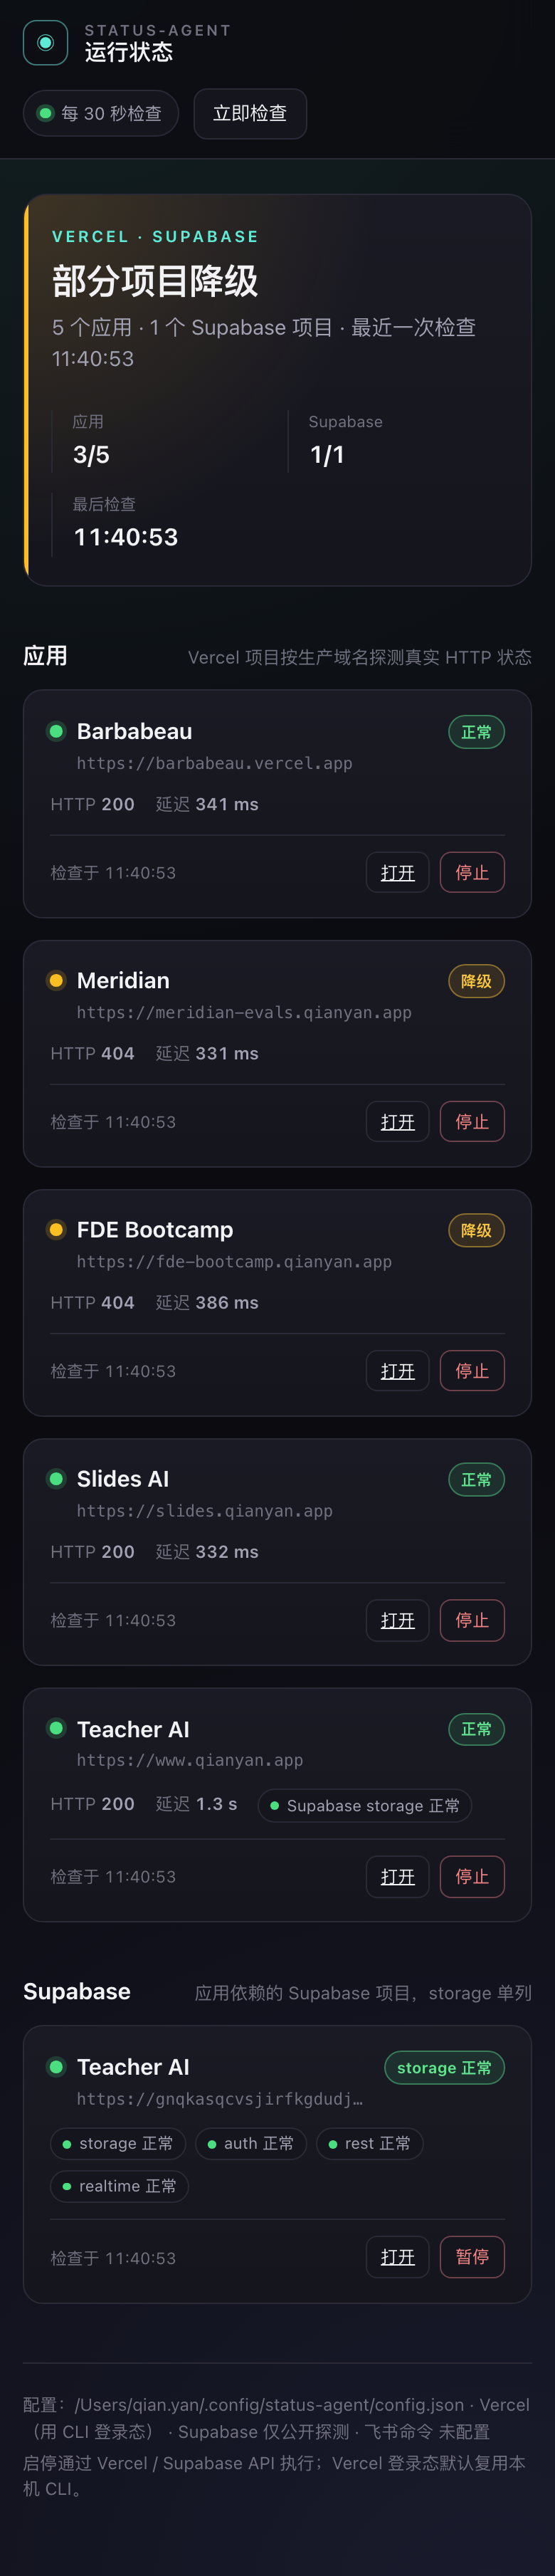 STATUS-AGENT
运行状态
每 30 秒检查
立即检查
VERCEL · SUPABASE
部分项目降级
5 个应用 · 1 个 Supabase 项目 · 最近一次检查
11:40:53
应用
Supabase
3/5
1/1
最后检查
11:40:53
应用
Vercel 项目按生产域名探测真实 HTTP 状态
Barbabeau
正常
https://barbabeau.vercel.app
HTTP 200 延迟 341 ms
检查于 11:40:53
打开
停止
Meridian
降级
https://meridian-evals.qianyan.app
HTTP 404 延迟 331 ms
检查于 11:40:53
打开
停止
FDE Bootcamp
降级
https://fde-bootcamp.qianyan.app
HTTP 404 延迟 386 ms
检查于 11:40:53
打开
停止
Slides AI
正常
https://slides.qianyan.app
HTTP 200 延迟 332 ms
检查于 11:40:53
打开
停止
Teacher AI
正常
https://www.qianyan.app
HTTP 200 延迟 1.3 s
Supabase storage 正常
检查于 11:40:53
打开
停止
Supabase
应用依赖的 Supabase 项目，storage 单列
Teacher AI
storage 正常
https://gnqkasqcvsjirfkgdudj…
storage 正常
auth 正常
rest 正常
realtime 正常
检查于 11:40:53
打开
暂停
配置：/Users/qian.yan/.config/status-agent/config.json · Vercel
（用 CLI 登录态） · Supabase 仅公开探测 · 飞书命令 未配置
启停通过 Vercel / Supabase API 执行；Vercel 登录态默认复用本
机 CLI。